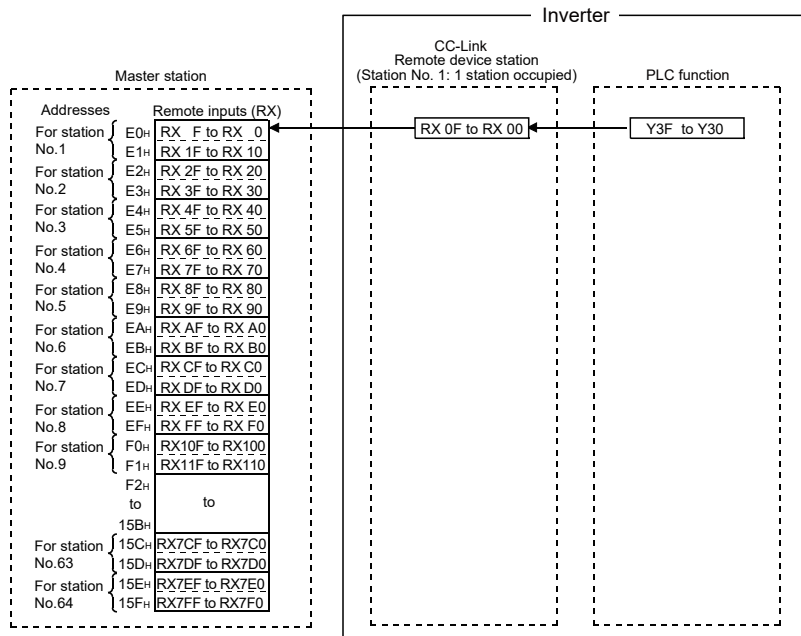 Inverter
CC-Link
Remote device station
(Station No. 1: 1 station occupied)
Master station
PLC function
Addresses
Remote inputs (RX)
For station No.1
E0H RX F to RX 0
E1H RX 1F to RX 10
RX 0F to RX 00
Y3F to Y30
For station No.2
E2H RX 2F to RX 20
E3H RX 3F to RX 30
For station No.3
E4H RX 4F to RX 40
E5H RX 5F to RX 50
For station No.4
E6H RX 6F to RX 60
E7H RX 7F to RX 70
For station No.5
E8H RX 8F to RX 80
E9H RX 9F to RX 90
For station No.6
EAH RX AF to RX A0
EBH RX BF to RX B0
For station No.7
ECH RX CF to RX C0
EDH RX DF to RX D0
For station No.8
EEH RX EF to RX E0
EFH RX FF to RX F0
For station No.9
F0H RX10F to RX100
F1H RX11F to RX110
F2H
to to
15BH
For station No.63
15CH RX7CF to RX7C0
15DH RX7DF to RX7D0
For station No.64
15EH RX7EF to RX7E0
15FH RX7FF to RX7F0